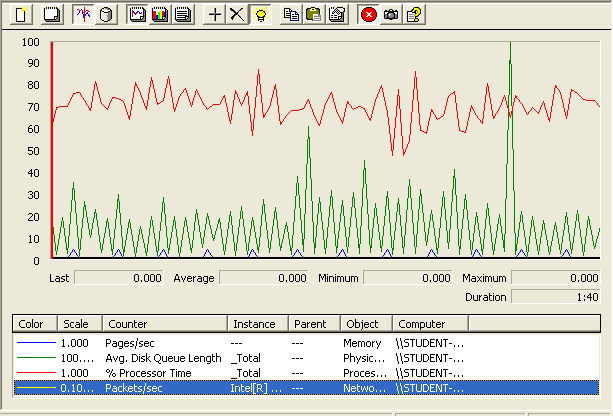 100
90
80
70
60
50
40
30
20
10
0
Last 0.000 Average 0.000 Minimum 0.000 Maximum 0.000
Duration 1:40
Color Scale Counter Instance Parent Object Computer
1.000 Pages/sec --- --- Memory \\STUDENT-...
100.... Avg. Disk Queue Length _Total --- Physic... \\STUDENT-...
1.000 % Processor Time _Total --- Proces... \\STUDENT-...
0.10... Packets/sec Intel[R] ... --- Netwo... \\STUDENT-...